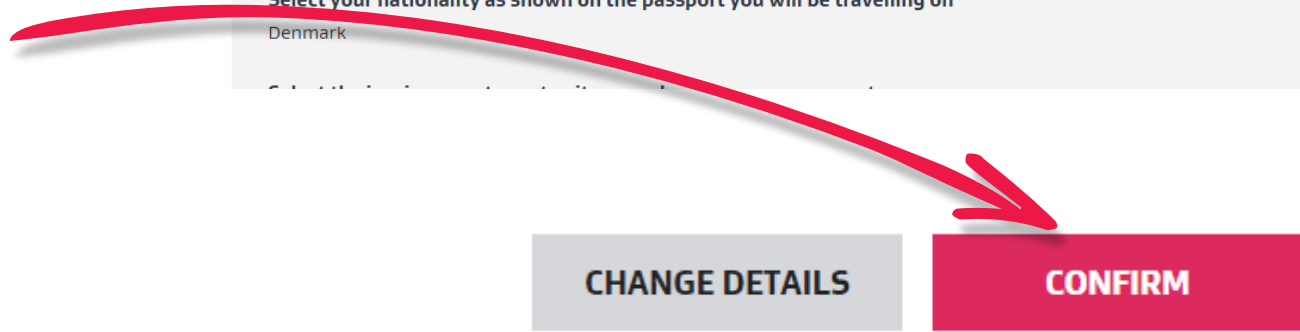 Select your nationality as shown on the passport you will be travelling on
Denmark
CHANGE DETAILS
CONFIRM